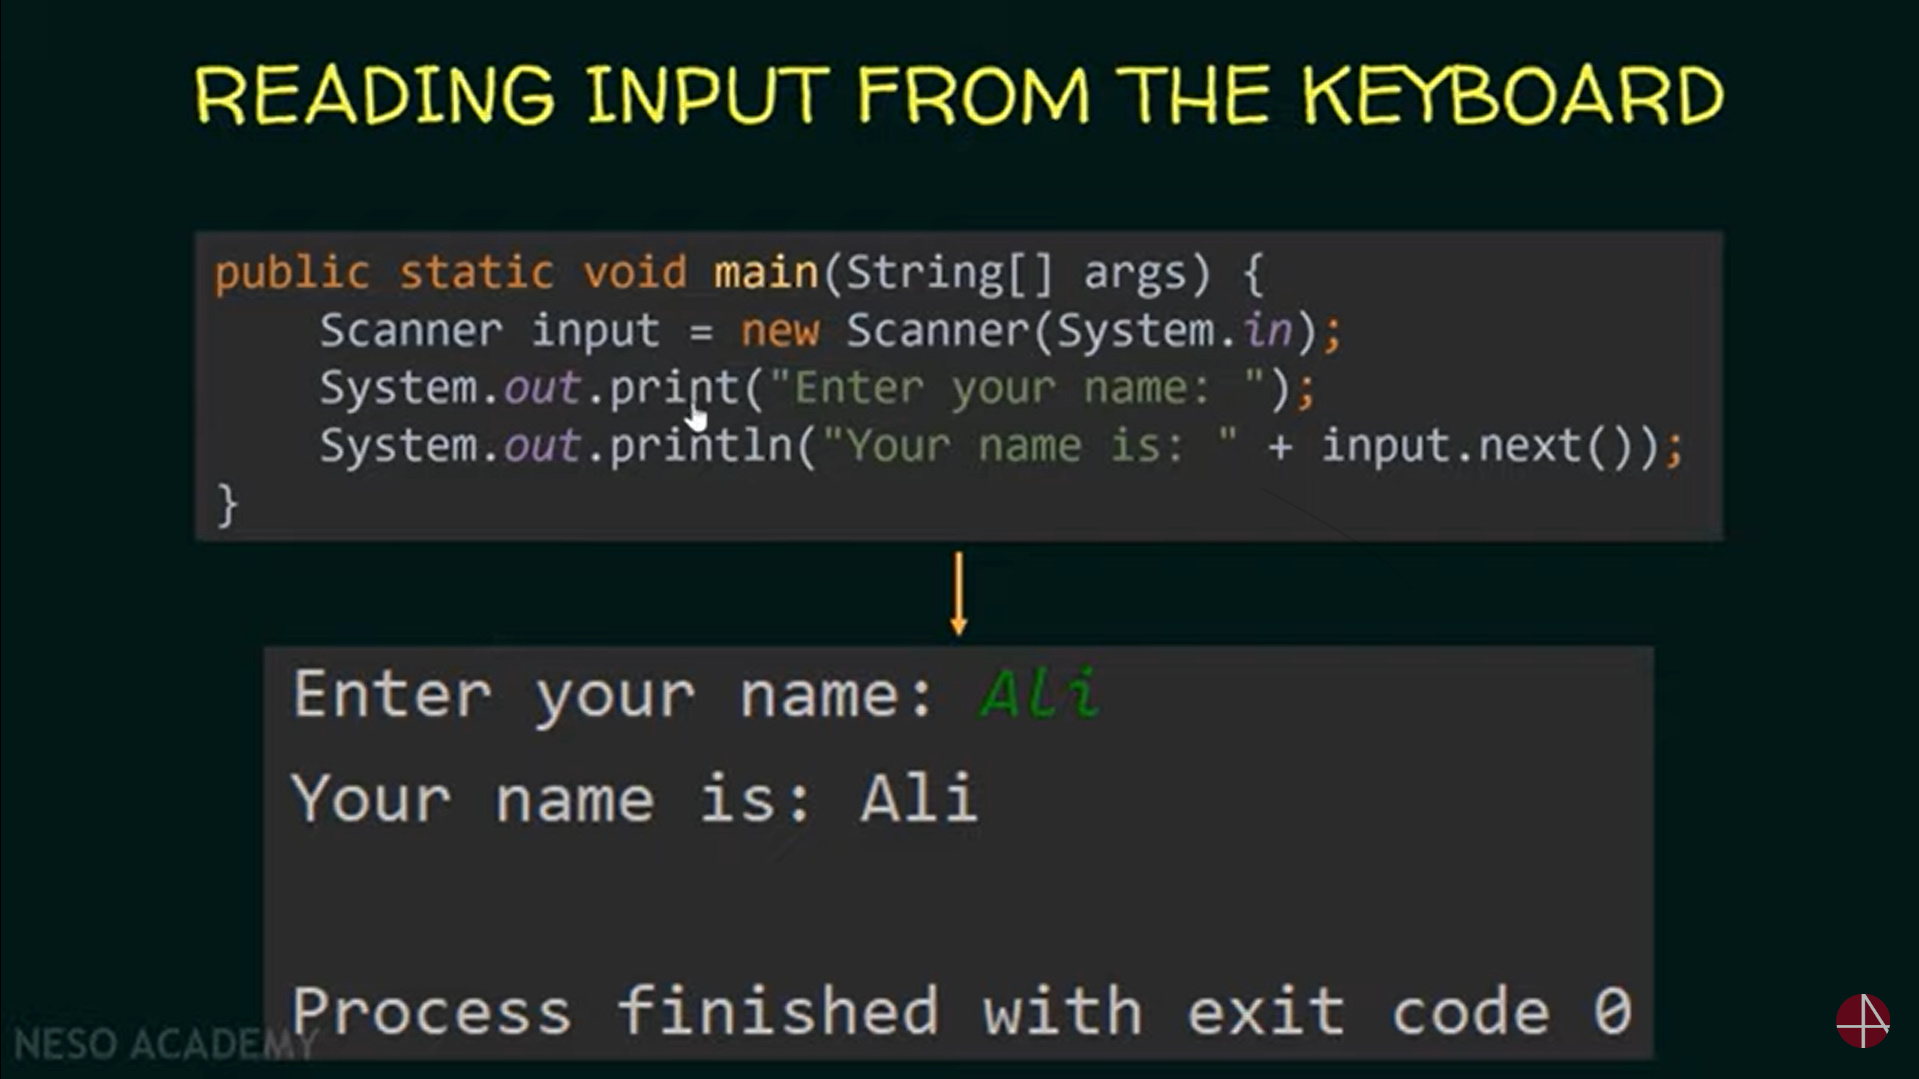 READING INPUT FROM THE KEYBOARD
public static void main(String[] args) {
    Scanner input = new Scanner(System.in);
    System.out.print("Enter your name: ");
    System.out.println("Your name is: " + input.next());
}
Enter your name: Ali
Your name is: Ali
Process finished with exit code 0
NESO ACADEMY